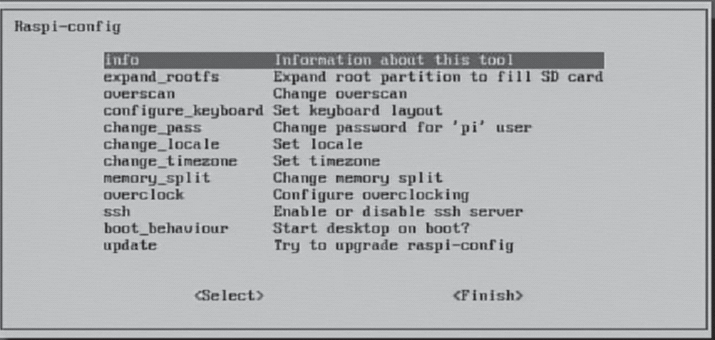 Raspi-config
info Information about this tool
expand_rootfs Expand root partition to fill SD card
overscan Change overscan
configure_keyboard Set keyboard layout
change_pass Change password for 'pi' user
change_locale Set locale
change_timezone Set timezone
memory_split Change memory split
overclock Configure overclocking
ssh Enable or disable ssh server
boot_behaviour Start desktop on boot?
update Try to upgrade raspi-config
<Select> <Finish>